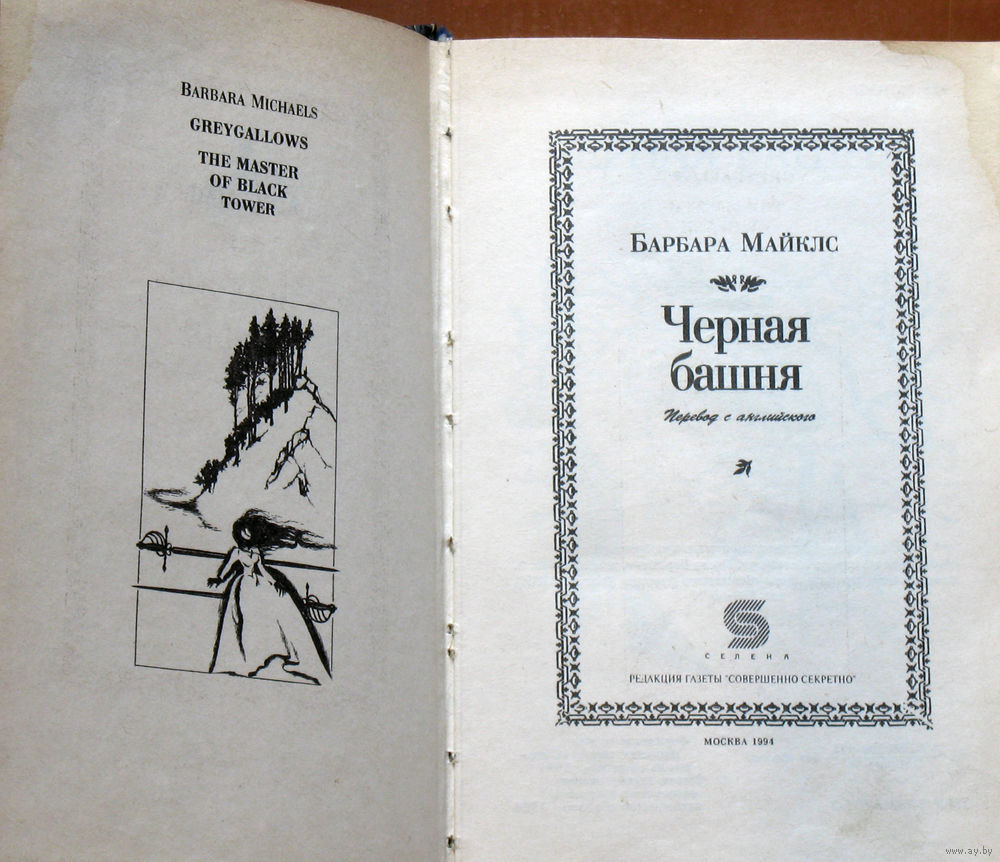 BARBARA MICHAELS
GREYGALLOWS
THE MASTER
OF BLACK
TOWER
БАРБАРА МАЙКЛС
Черная
башня
Перевод с английского
СЕЛЕНА
РЕДАКЦИЯ ГАЗЕТЫ "СОВЕРШЕННО СЕКРЕТНО"
МОСКВА 1994
www.ay.by